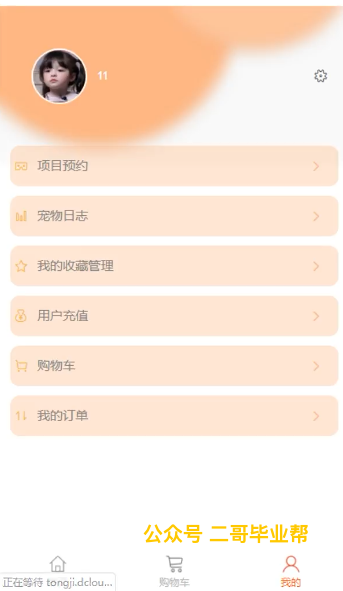 11
项目预约
宠物日志
我的收藏管理
用户充值
购物车
我的订单
公众号 二哥毕业帮
正在等待 tongji.dclou...
购物车
我的